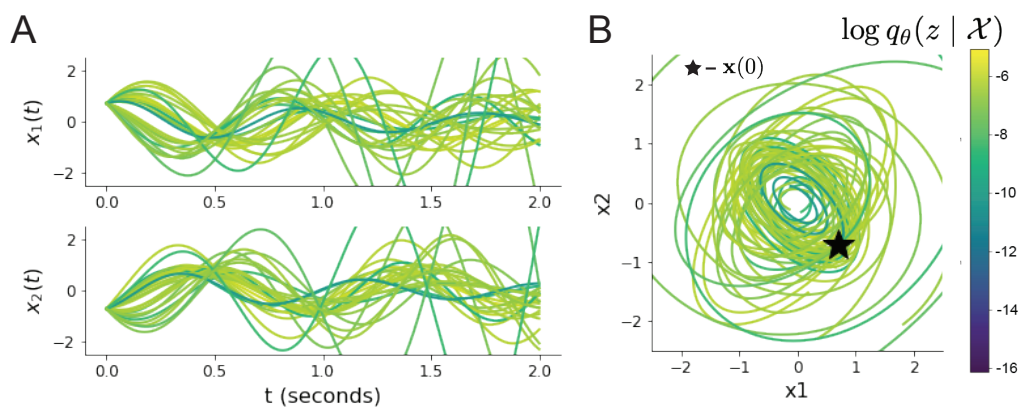 A
x₁(t)
2
0
−2
0.0 0.5 1.0 1.5 2.0
x₂(t)
2
0
−2
0.0 0.5 1.0 1.5 2.0
t (seconds)
B
log qθ(z | 𝒳)
★ – x(0)
x2
2
1
0
−1
−2
−2 −1 0 1 2
x1
-6
-8
-10
-12
-14
-16